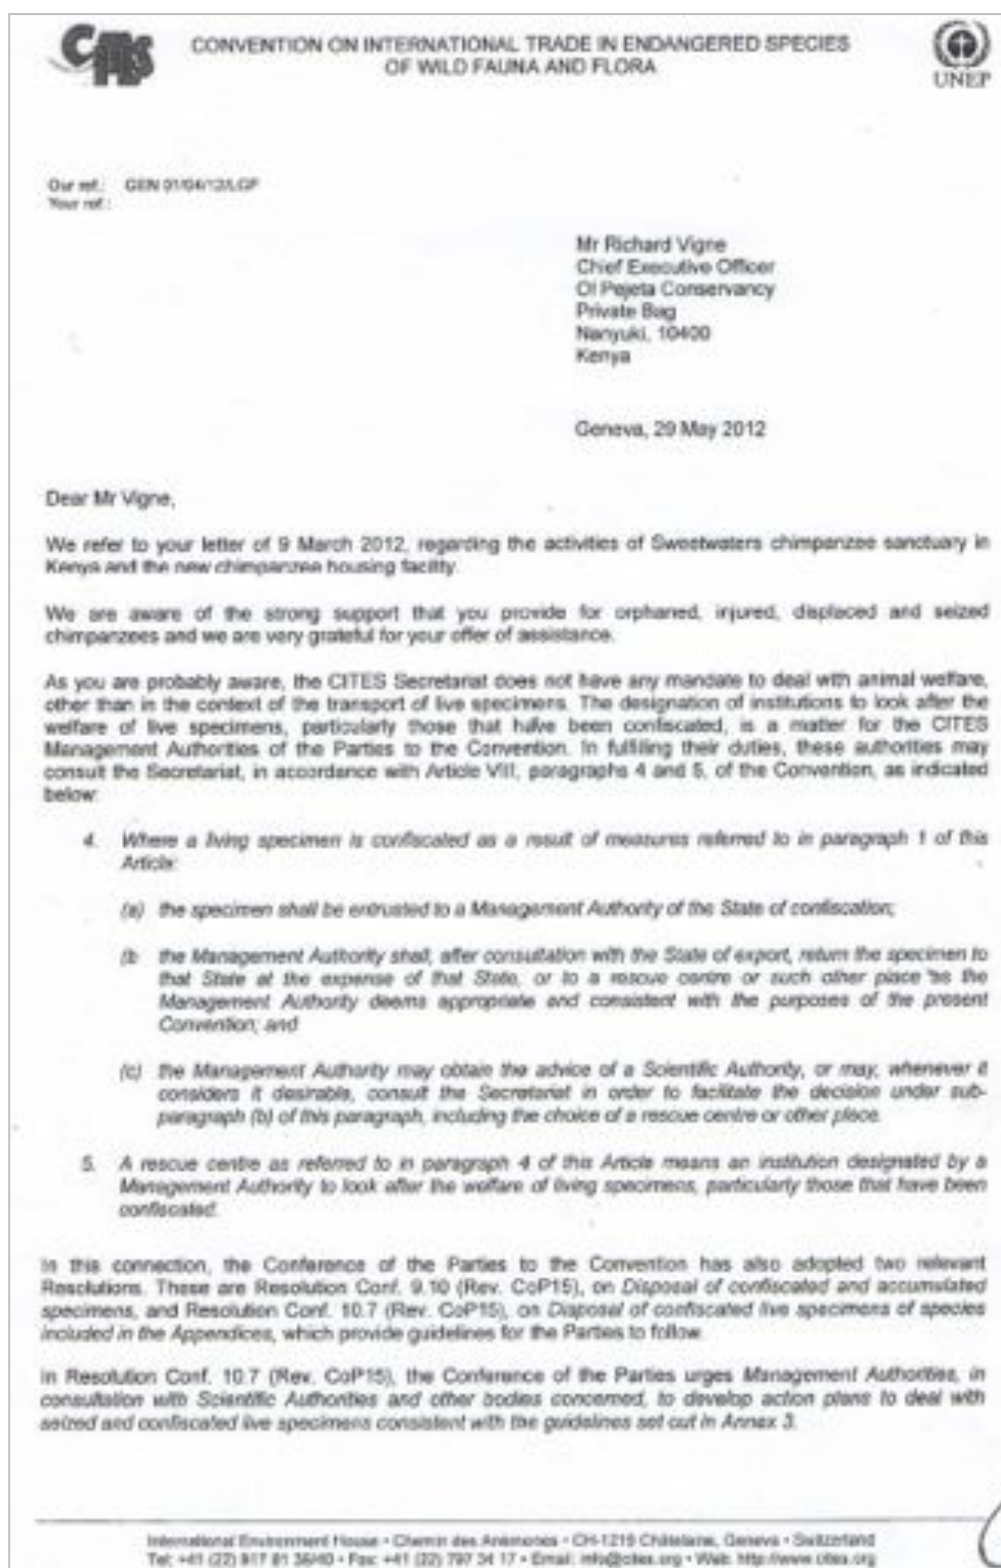 CITES
CONVENTION ON INTERNATIONAL TRADE IN ENDANGERED SPECIES
OF WILD FAUNA AND FLORA
UNEP
Our ref.: GEN 01/04/12/LGP
Your ref.:
Mr Richard Vigne
Chief Executive Officer
Ol Pejeta Conservancy
Private Bag
Nanyuki, 10400
Kenya
Geneva, 29 May 2012
Dear Mr Vigne,
We refer to your letter of 9 March 2012, regarding the activities of Sweetwaters chimpanzee sanctuary in
Kenya and the new chimpanzee housing facility.
We are aware of the strong support that you provide for orphaned, injured, displaced and seized
chimpanzees and we are very grateful for your offer of assistance.
As you are probably aware, the CITES Secretariat does not have any mandate to deal with animal welfare,
other than in the context of the transport of live specimens. The designation of institutions to look after the
welfare of live specimens, particularly those that have been confiscated, is a matter for the CITES
Management Authorities of the Parties to the Convention. In fulfilling their duties, these authorities may
consult the Secretariat, in accordance with Article VIII, paragraphs 4 and 5, of the Convention, as indicated
below:
4. Where a living specimen is confiscated as a result of measures referred to in paragraph 1 of this
Article:
(a) the specimen shall be entrusted to a Management Authority of the State of confiscation;
(b the Management Authority shall, after consultation with the State of export, return the specimen to
that State at the expense of that State, or to a rescue centre or such other place as the
Management Authority deems appropriate and consistent with the purposes of the present
Convention; and
(c) the Management Authority may obtain the advice of a Scientific Authority, or may, whenever it
considers it desirable, consult the Secretariat in order to facilitate the decision under sub-
paragraph (b) of this paragraph, including the choice of a rescue centre or other place.
5. A rescue centre as referred to in paragraph 4 of this Article means an institution designated by a
Management Authority to look after the welfare of living specimens, particularly those that have been
confiscated.
In this connection, the Conference of the Parties to the Convention has also adopted two relevant
Resolutions. These are Resolution Conf. 9.10 (Rev. CoP15), on Disposal of confiscated and accumulated
specimens, and Resolution Conf. 10.7 (Rev. CoP15), on Disposal of confiscated live specimens of species
included in the Appendices, which provide guidelines for the Parties to follow.
In Resolution Conf. 10.7 (Rev. CoP15), the Conference of the Parties urges Management Authorities, in
consultation with Scientific Authorities and other bodies concerned, to develop action plans to deal with
seized and confiscated live specimens consistent with the guidelines set out in Annex 3.
International Environment House • Chemin des Anémones • CH-1219 Châtelaine, Geneva • Switzerland
Tel: +41 (22) 917 81 39/40 • Fax: +41 (22) 797 34 17 • Email: info@cites.org • Web: http://www.cites.org